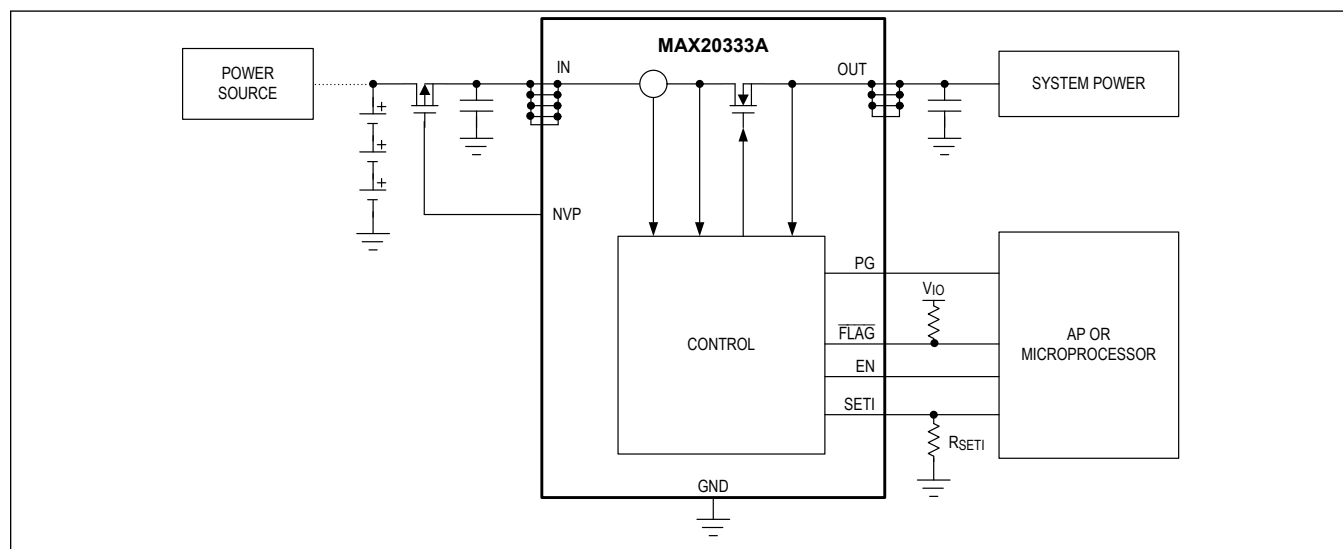 MAX20333A
POWER
SOURCE
IN
OUT
SYSTEM POWER
+
+
+
NVP
PG
VIO
FLAG
AP OR
MICROPROCESSOR
CONTROL
EN
SETI
RSETI
GND